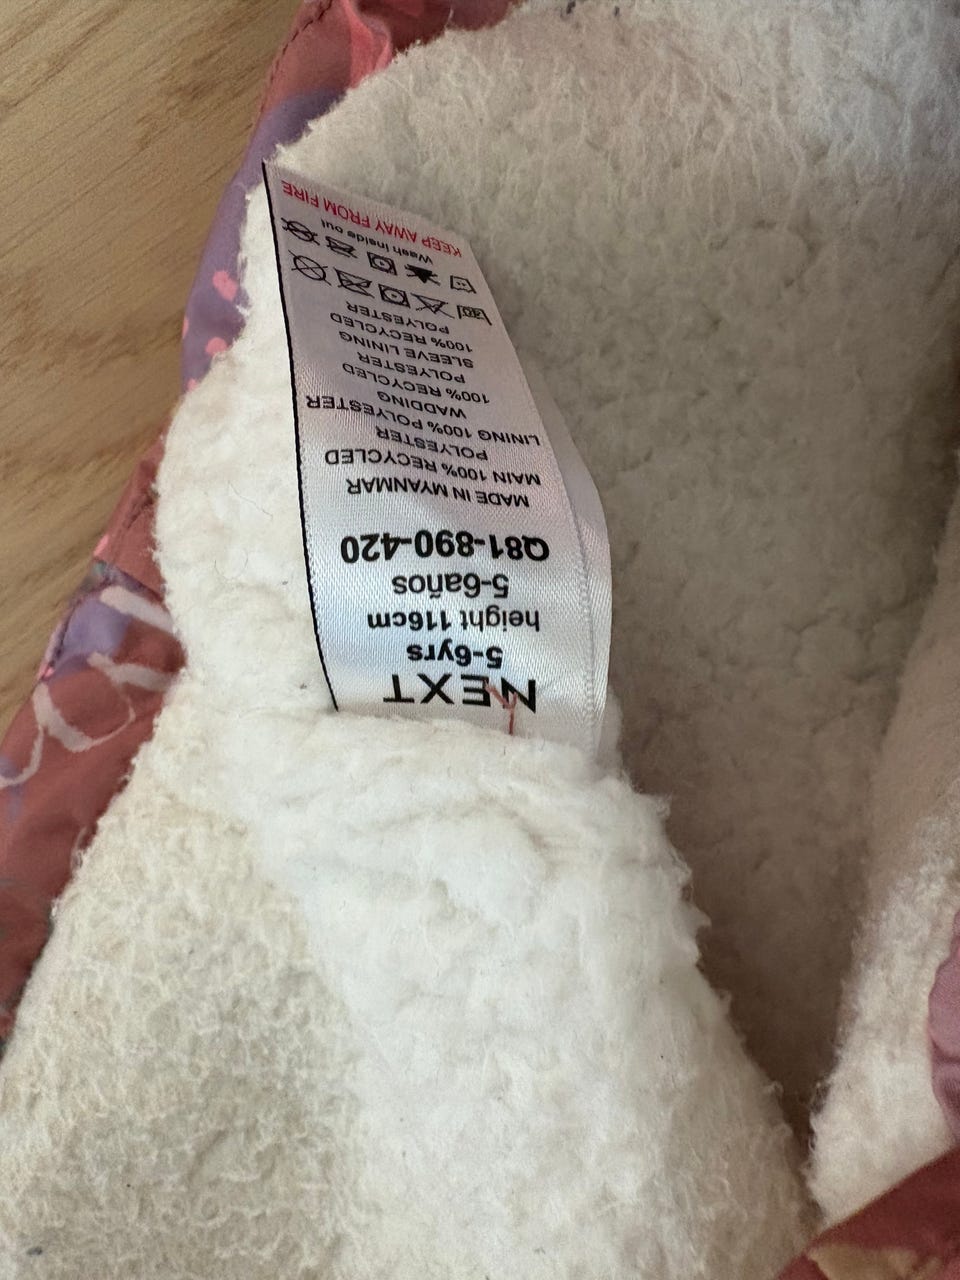 NEXT
5-6yrs
height 116cm
5-6años
Q81-890-420
MADE IN MYANMAR
MAIN 100% RECYCLED
POLYESTER
LINING 100% POLYESTER
WADDING
100% RECYCLED
POLYESTER
SLEEVE LINING
100% RECYCLED
POLYESTER
30
Wash inside out
KEEP AWAY FROM FIRE